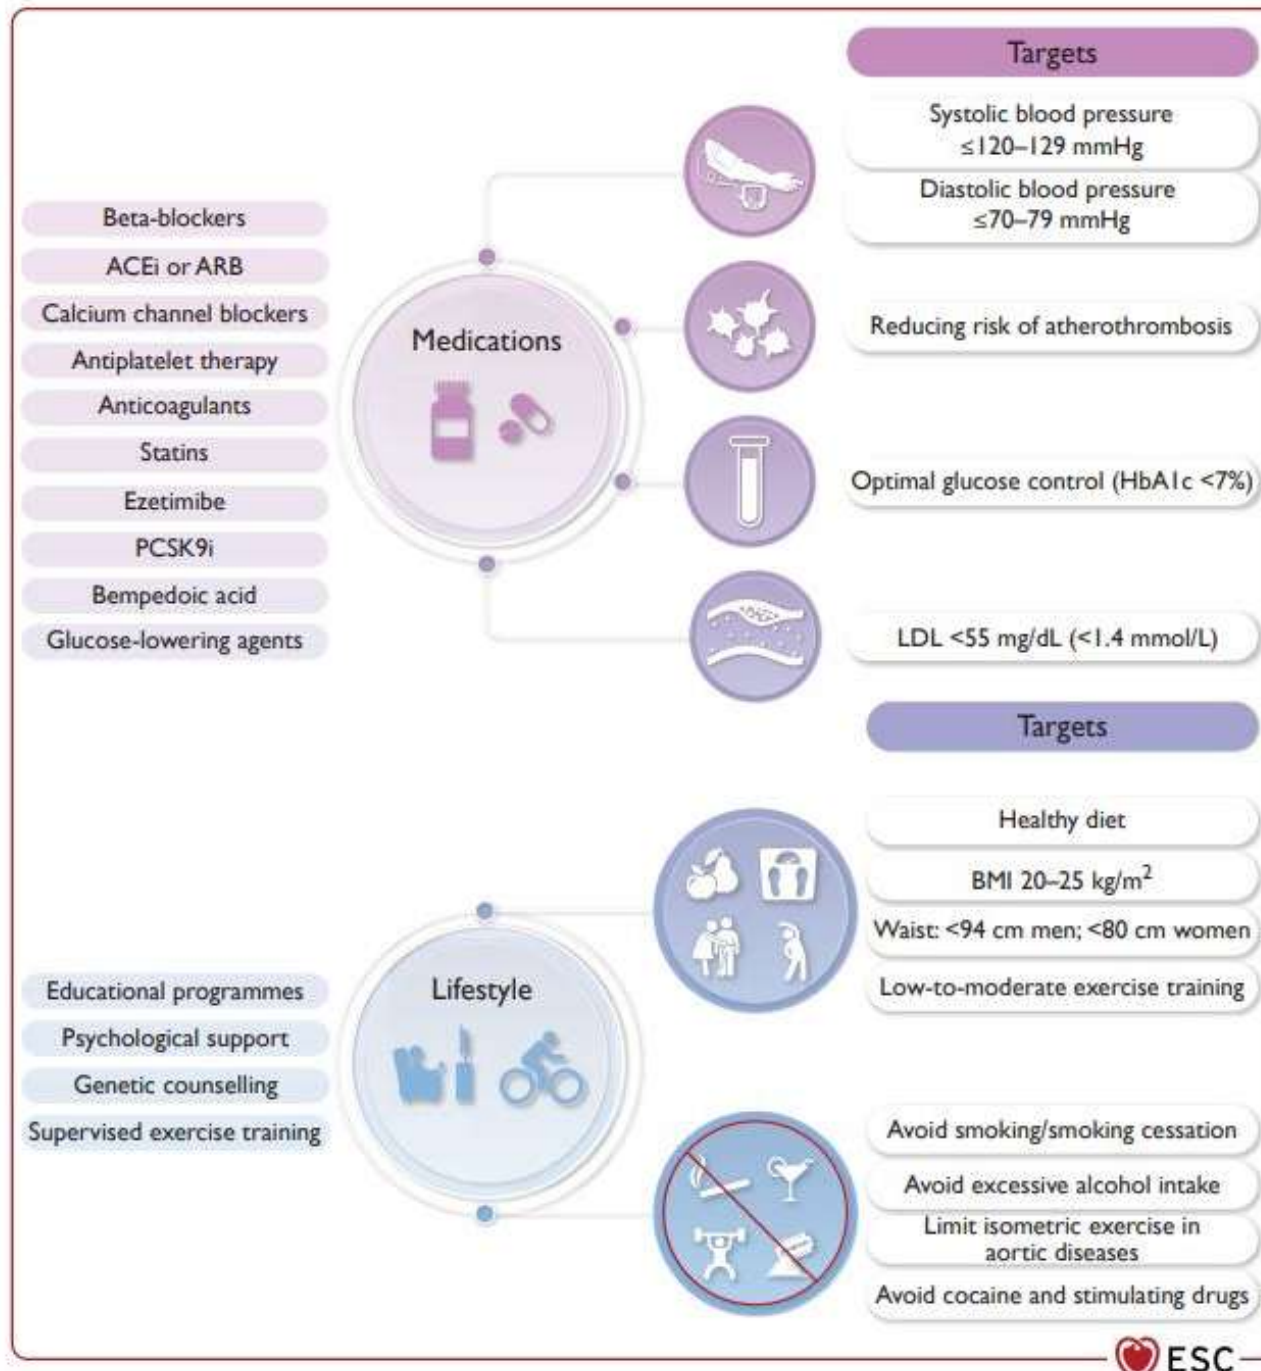 Targets
Systolic blood pressure
≤120–129 mmHg
Diastolic blood pressure
≤70–79 mmHg
Beta-blockers
ACEi or ARB
Calcium channel blockers
Antiplatelet therapy
Anticoagulants
Statins
Ezetimibe
PCSK9i
Bempedoic acid
Glucose-lowering agents
Medications
Reducing risk of atherothrombosis
Optimal glucose control (HbA1c <7%)
LDL <55 mg/dL (<1.4 mmol/L)
Targets
Healthy diet
BMI 20–25 kg/m²
Waist: <94 cm men; <80 cm women
Low-to-moderate exercise training
Educational programmes
Psychological support
Genetic counselling
Supervised exercise training
Lifestyle
Avoid smoking/smoking cessation
Avoid excessive alcohol intake
Limit isometric exercise in
aortic diseases
Avoid cocaine and stimulating drugs
ESC